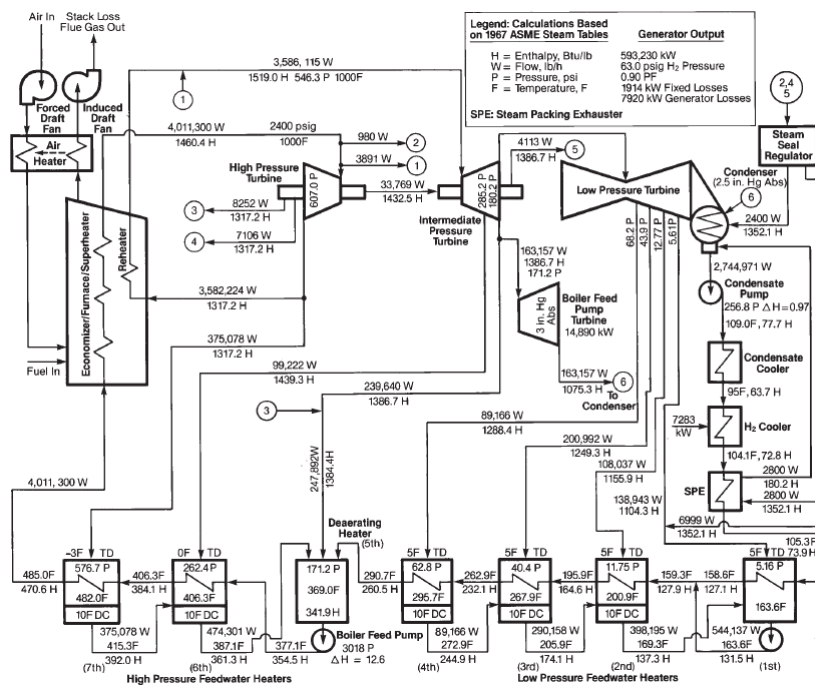 Air In
Stack Loss
Flue Gas Out
Forced
Draft
Fan
Induced
Draft
Fan
Air
Heater
3,586, 115 W
1519.0 H 546.3 P 1000F
1
Legend: Calculations Based
on 1967 ASME Steam Tables
H = Enthalpy, Btu/lb
W = Flow, lb/h
P = Pressure, psi
F = Temperature, F
SPE: Steam Packing Exhauster
Generator Output
593,230 kW
63.0 psig H2 Pressure
0.90 PF
1914 kW Fixed Losses
7920 kW Generator Losses
2,4
5
Steam
Seal
Regulator
4,011,300 W
1460.4 H
2400 psig
1000F
980 W
2
3891 W
1
High Pressure
Turbine
607.0 P
33,769 W
1432.5 H
3
8252 W
1317.2 H
4
7106 W
1317.2 H
285.2 P
180.2 P
Intermediate
Pressure
Turbine
4113 W
1386.7 H
5
Low Pressure Turbine
68.2 P
43.9 P
12.77 P
5.61P
Condenser
(2.5 in. Hg Abs)
6
2400 W
1352.1 H
2,744,971 W
Condensate
Pump
256.8 P ΔH=0.97
109.0F, 77.7 H
Condensate
Cooler
95F, 63.7 H
7283
kW
H2 Cooler
104.1F, 72.8 H
SPE
2800 W
180.2 H
2800 W
1352.1 H
6999 W
1352.1 H
105.3F
73.9 H
Economizer/Furnace/Superheater
Reheater
Fuel In
3,582,224 W
1317.2 H
375,078 W
1317.2 H
99,222 W
1439.3 H
163,157 W
1386.7 H
171.2 P
3 in. Hg
Abs
Boiler Feed
Pump
Turbine
14,890 kW
163,157 W
1075.3 H
6
To
Condenser
239,640 W
1386.7 H
3
247,892W
1384.4H
89,166 W
1288.4 H
200,992 W
1249.3 H
108,037 W
1155.9 H
138,943 W
1104.3 H
4,011, 300 W
Deaerating
Heater
(5th)
-3F TD
576.7 P
482.0F
10F DC
485.0F
470.6 H
406.3F
384.1 H
0F TD
262.4 P
406.3F
10F DC
375,078 W
415.3F
392.0 H
(7th)
474,301 W
387.1F
361.3 H
(6th)
377.1F
354.5 H
171.2 P
369.0F
341.9 H
Boiler Feed Pump
3018 P
ΔH = 12.6
290.7F
260.5 H
5F TD
62.8 P
295.7F
10F DC
262.9F
232.1 H
89,166 W
272.9F
244.9 H
(4th)
5F TD
40.4 P
267.9F
10F DC
195.9F
164.6 H
290,158 W
205.9F
174.1 H
(3rd)
5F TD
11.75 P
200.9F
10F DC
159.3F
127.9 H
158.6F
127.1 H
398,195 W
169.3F
137.3 H
(2nd)
5F TD
5.16 P
163.6F
544,137 W
163.6F
131.5 H
(1st)
High Pressure Feedwater Heaters
Low Pressure Feedwater Heaters